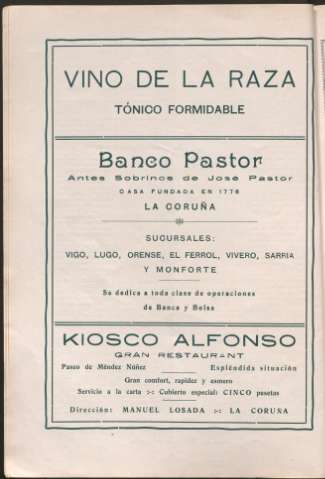 VINO DE LA RAZA
TÓNICO FORMIDABLE
Banco Pastor
Antes Sobrinos de José Pastor
CASA FUNDADA EN 1776
LA CORUÑA
SUCURSALES:
VIGO, LUGO, ORENSE, EL FERROL, VIVERO, SARRIA
Y MONFORTE
Se dedica a toda clase de operaciones
de Banca y Bolsa
KIOSCO ALFONSO
GRAN RESTAURANT
Paseo de Méndez Núñez Espléndida situación
Gran comfort, rapidez y esmero
Servicio a la carta >-: Cubierto especial: CINCO pesetas
Dirección: MANUEL LOSADA >-: LA CORUÑA